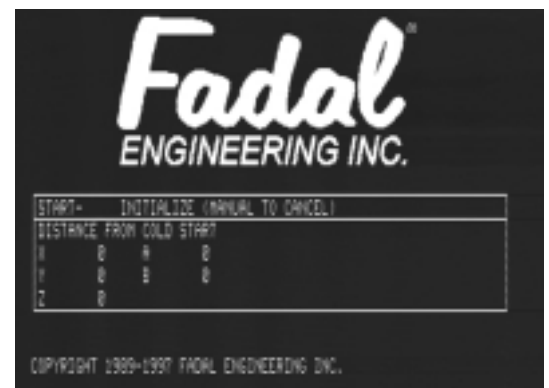 Fadal
ENGINEERING INC.
START- INITIALIZE (MANUAL TO CANCEL)
DISTANCE FROM COLD START
X 0 A 0
Y 0 B 0
Z 0
COPYRIGHT 1989-1997 FADAL ENGINEERING INC.